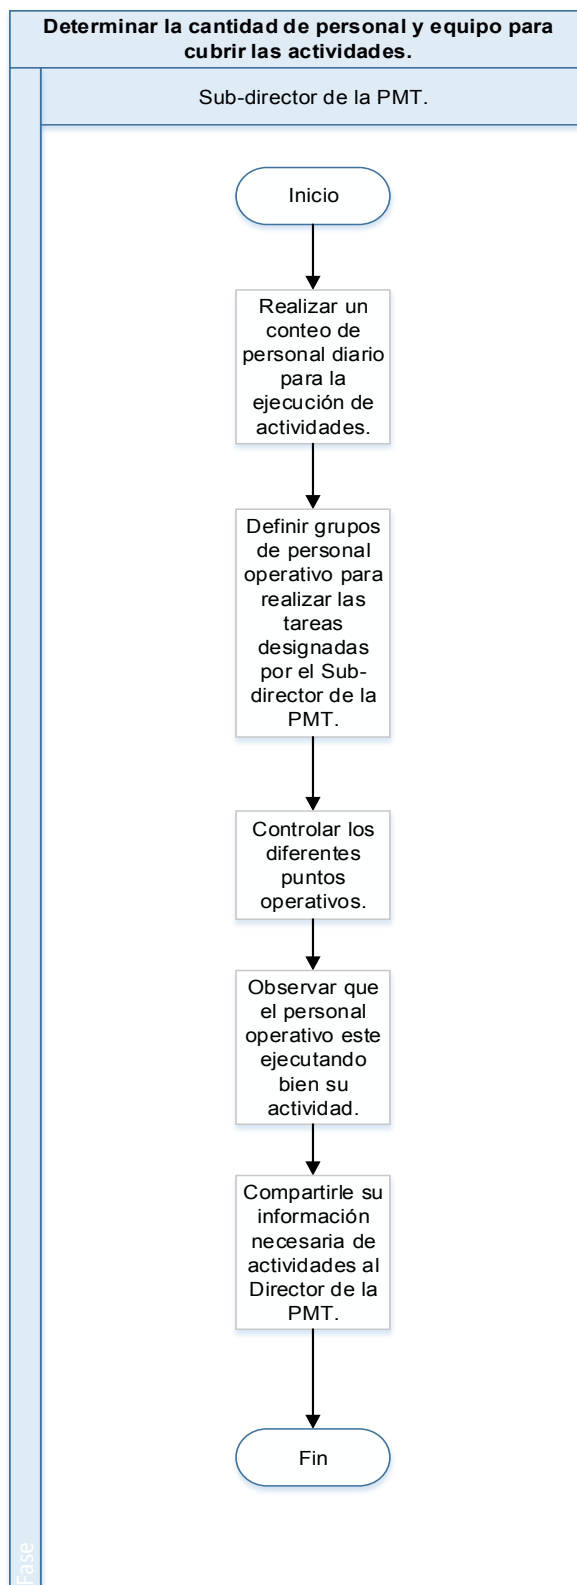 Determinar la cantidad de personal y equipo para
cubrir las actividades.
Sub-director de la PMT.
Inicio
Realizar un
conteo de
personal diario
para la
ejecución de
actividades.
Definir grupos
de personal
operativo para
realizar las
tareas
designadas
por el Sub-
director de la
PMT.
Controlar los
diferentes
puntos
operativos.
Observar que
el personal
operativo este
ejecutando
bien su
actividad.
Compartirle su
información
necesaria de
actividades al
Director de la
PMT.
Fin
Fase